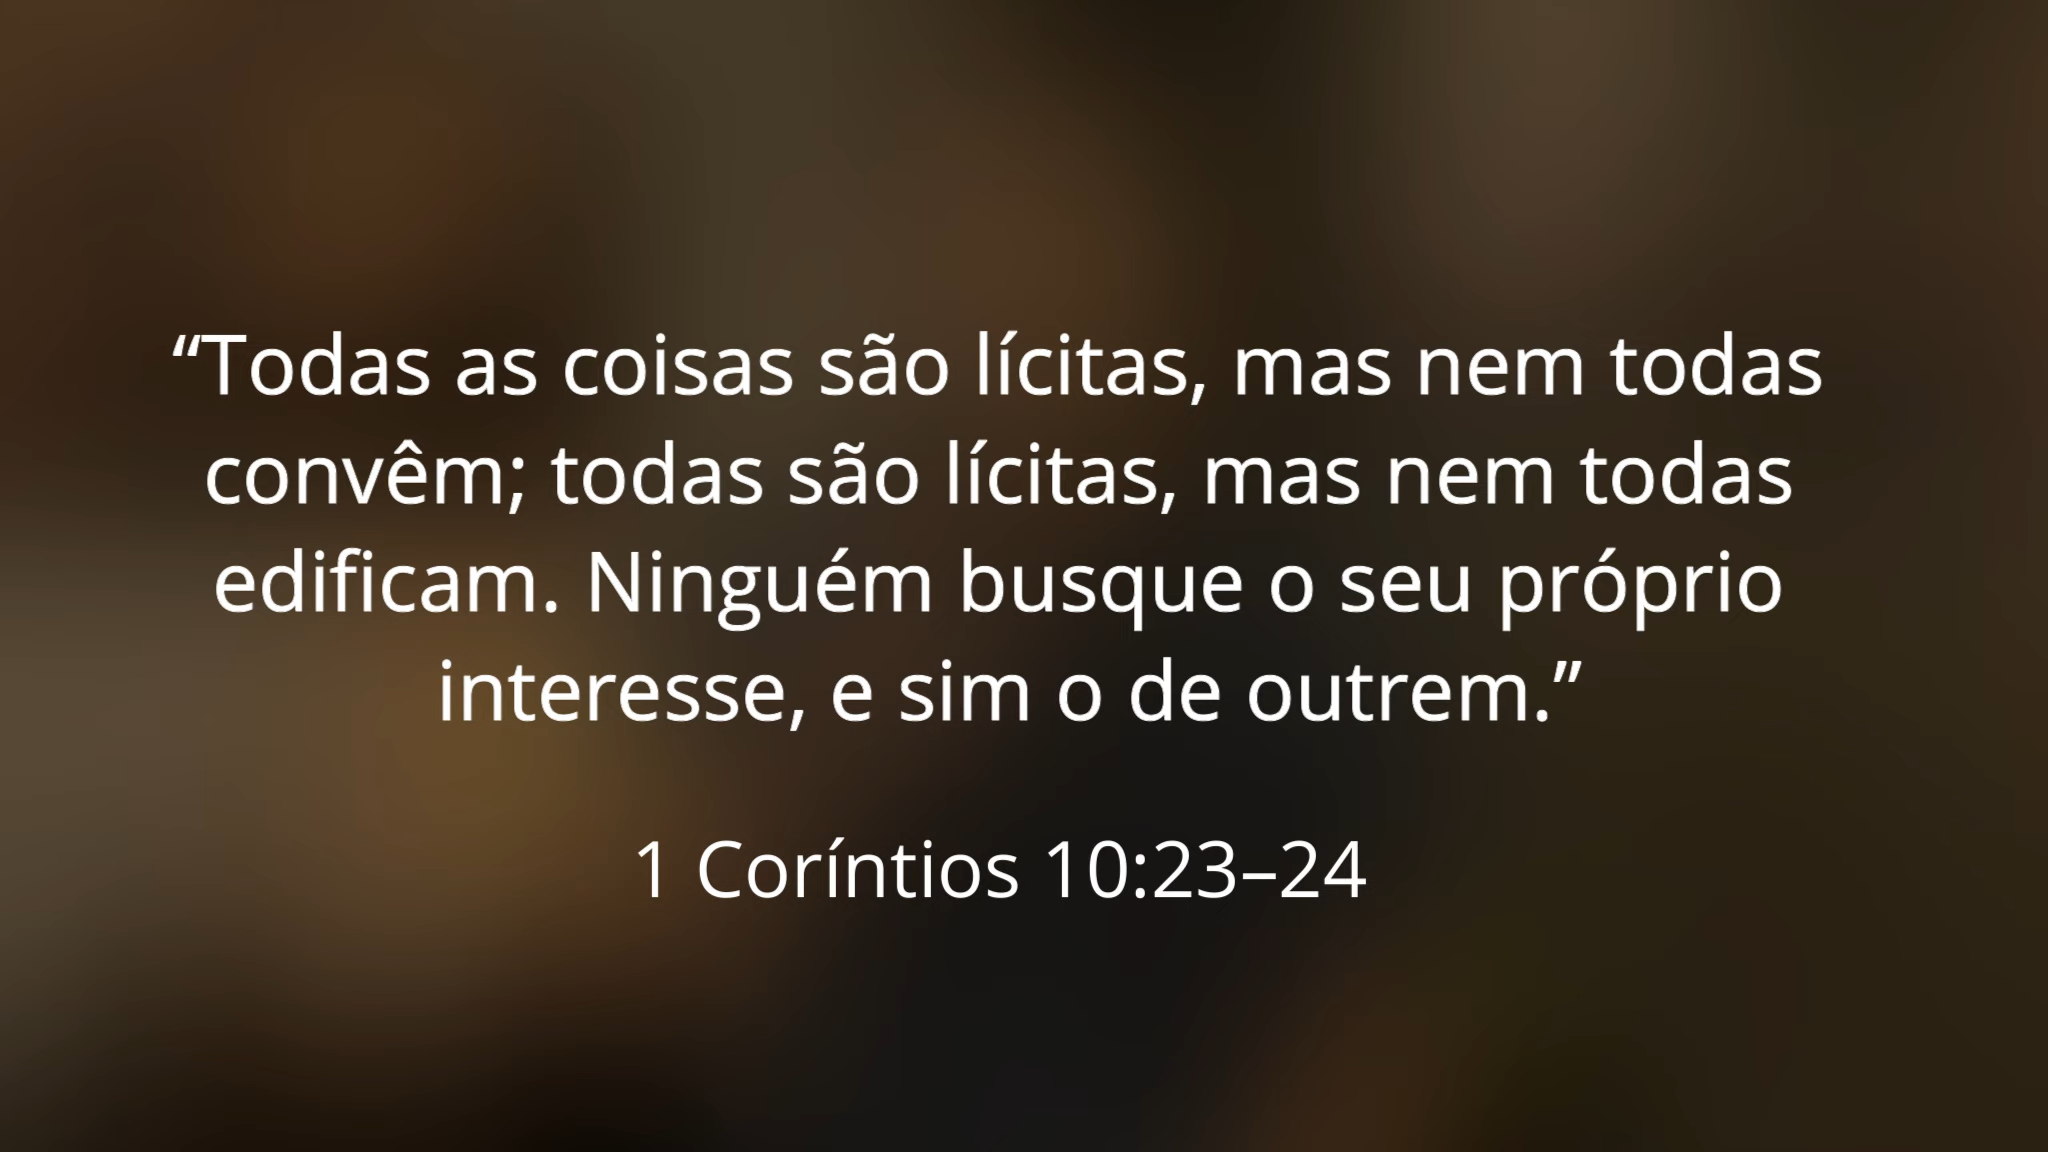 “Todas as coisas são lícitas, mas nem todas
convêm; todas são lícitas, mas nem todas
edificam. Ninguém busque o seu próprio
interesse, e sim o de outrem.”
1 Coríntios 10:23–24